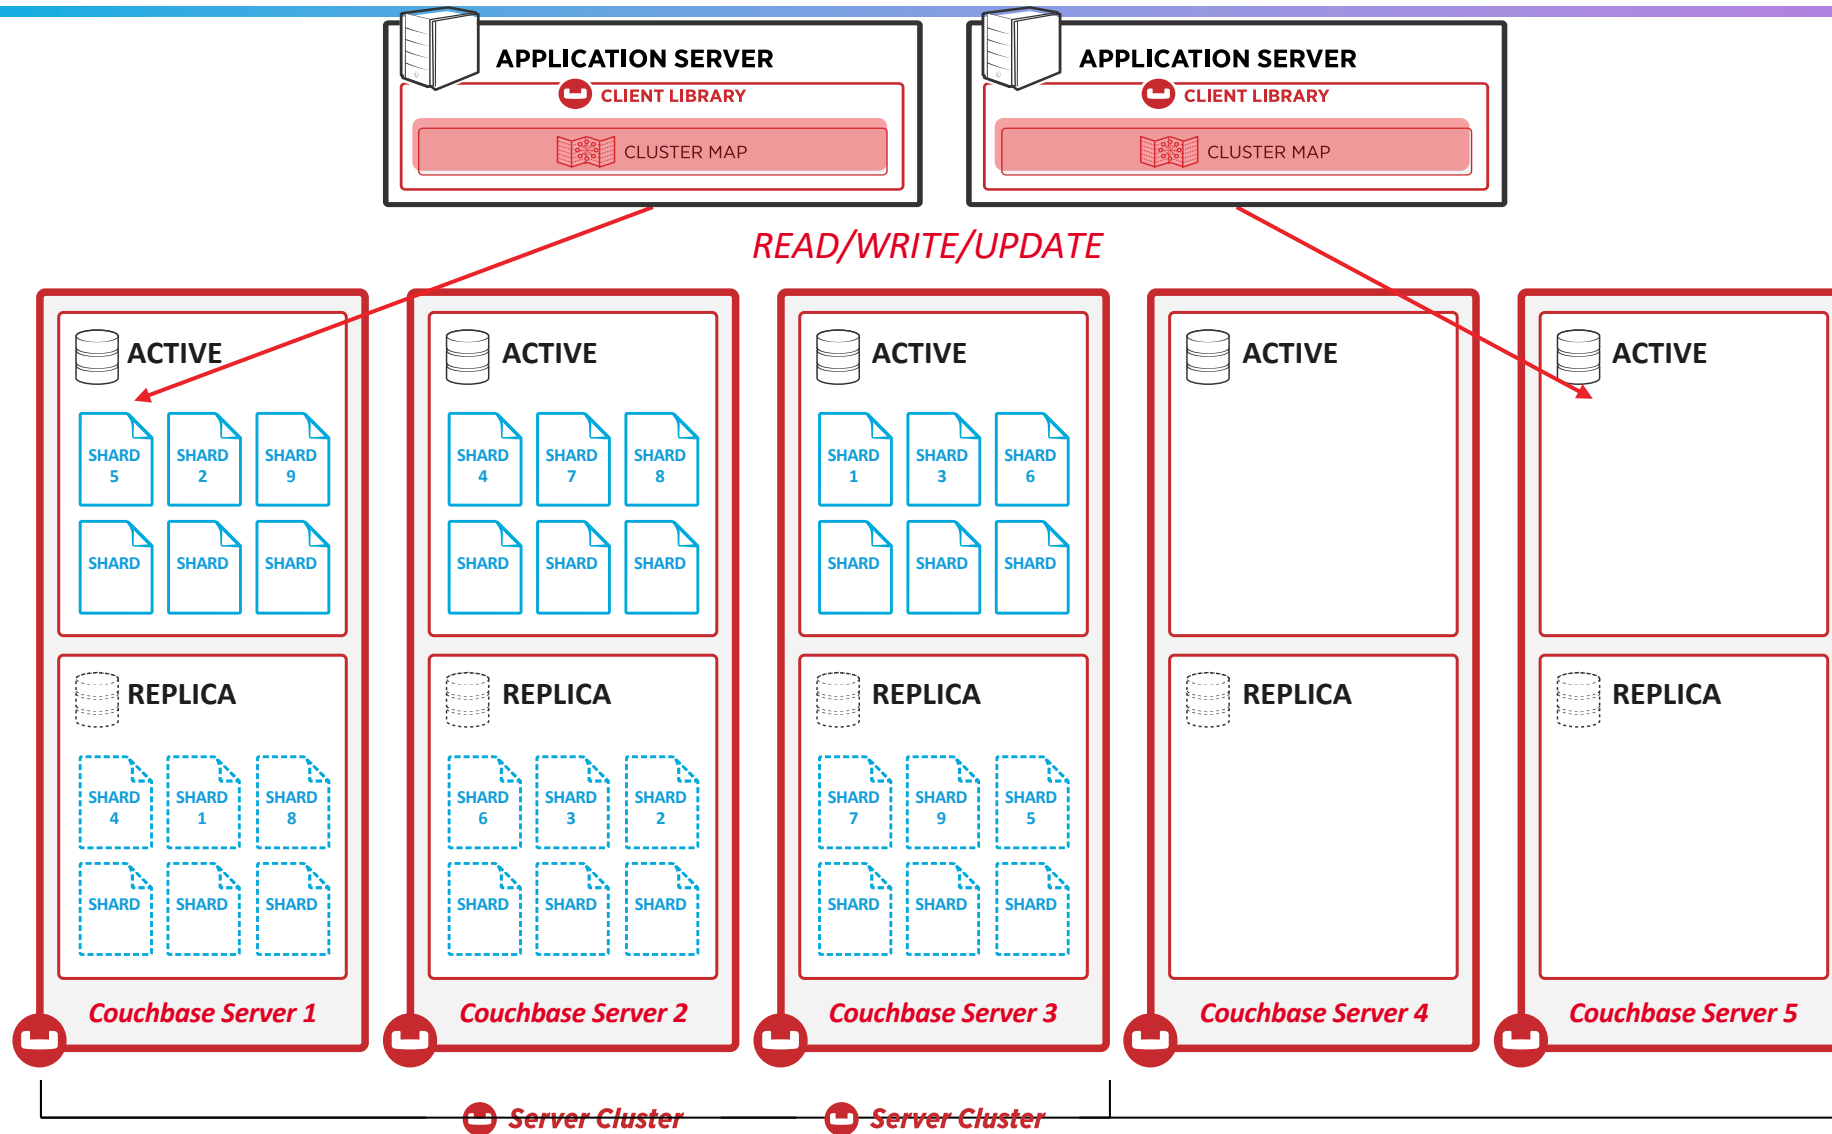 APPLICATION SERVER
CLIENT LIBRARY
CLUSTER MAP
APPLICATION SERVER
CLIENT LIBRARY
CLUSTER MAP
READ/WRITE/UPDATE
ACTIVE
SHARD 5
SHARD 2
SHARD 9
SHARD
SHARD
SHARD
REPLICA
SHARD 4
SHARD 1
SHARD 8
SHARD
SHARD
SHARD
Couchbase Server 1
ACTIVE
SHARD 4
SHARD 7
SHARD 8
SHARD
SHARD
SHARD
REPLICA
SHARD 6
SHARD 3
SHARD 2
SHARD
SHARD
SHARD
Couchbase Server 2
ACTIVE
SHARD 1
SHARD 3
SHARD 6
SHARD
SHARD
SHARD
REPLICA
SHARD 7
SHARD 9
SHARD 5
SHARD
SHARD
SHARD
Couchbase Server 3
ACTIVE
REPLICA
Couchbase Server 4
ACTIVE
REPLICA
Couchbase Server 5
Server Cluster
Server Cluster